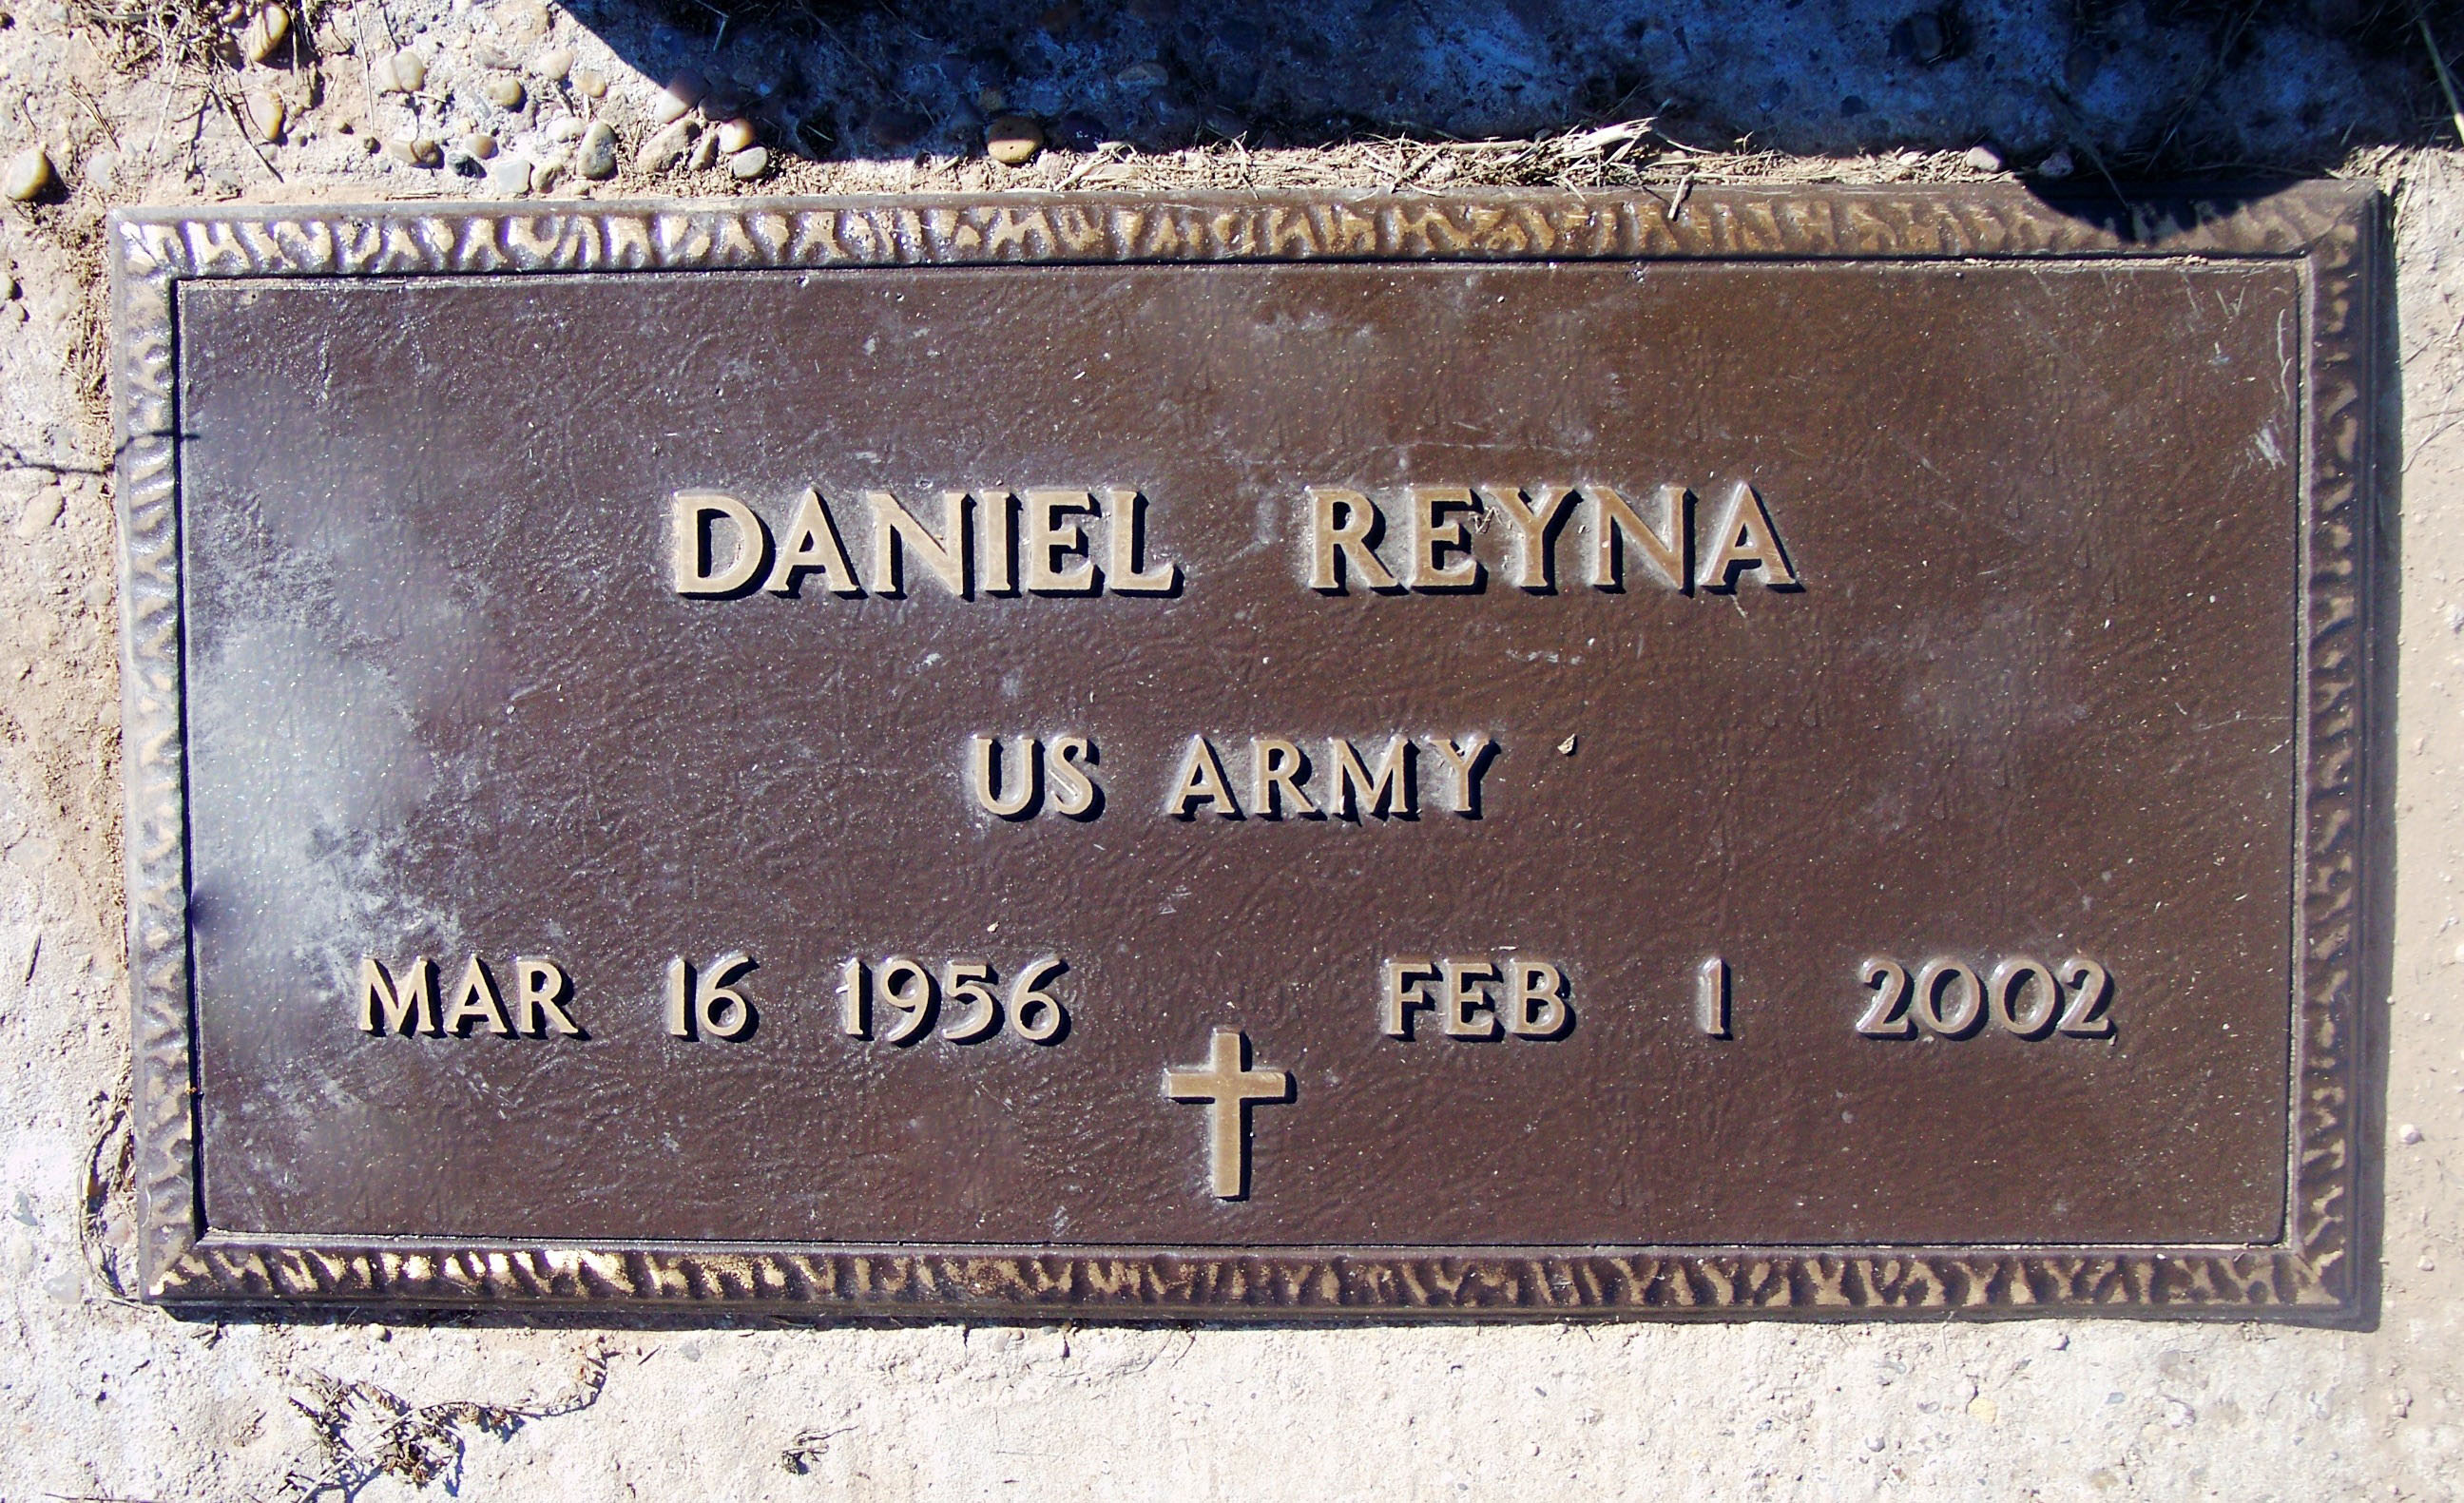 DANIEL REYNA
US ARMY
MAR 16 1956 FEB 1 2002